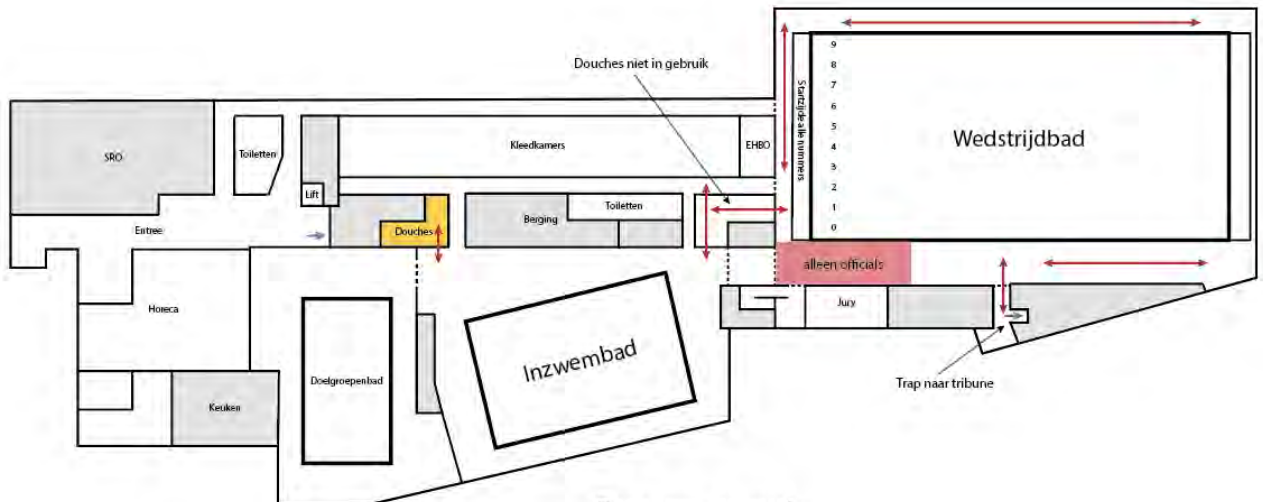 Douches niet in gebruik
9
8
7
6
5
4
3
2
1
0
Startzijde alle nummers
Wedstrijdbad
SRO
Toiletten
Kleedkamers
EHBO
Lift
Entree
Douches
Berging
Toiletten
alleen officials
Jury
Horeca
Trap naar tribune
Doelgroepenbad
Inzwembad
Keuken